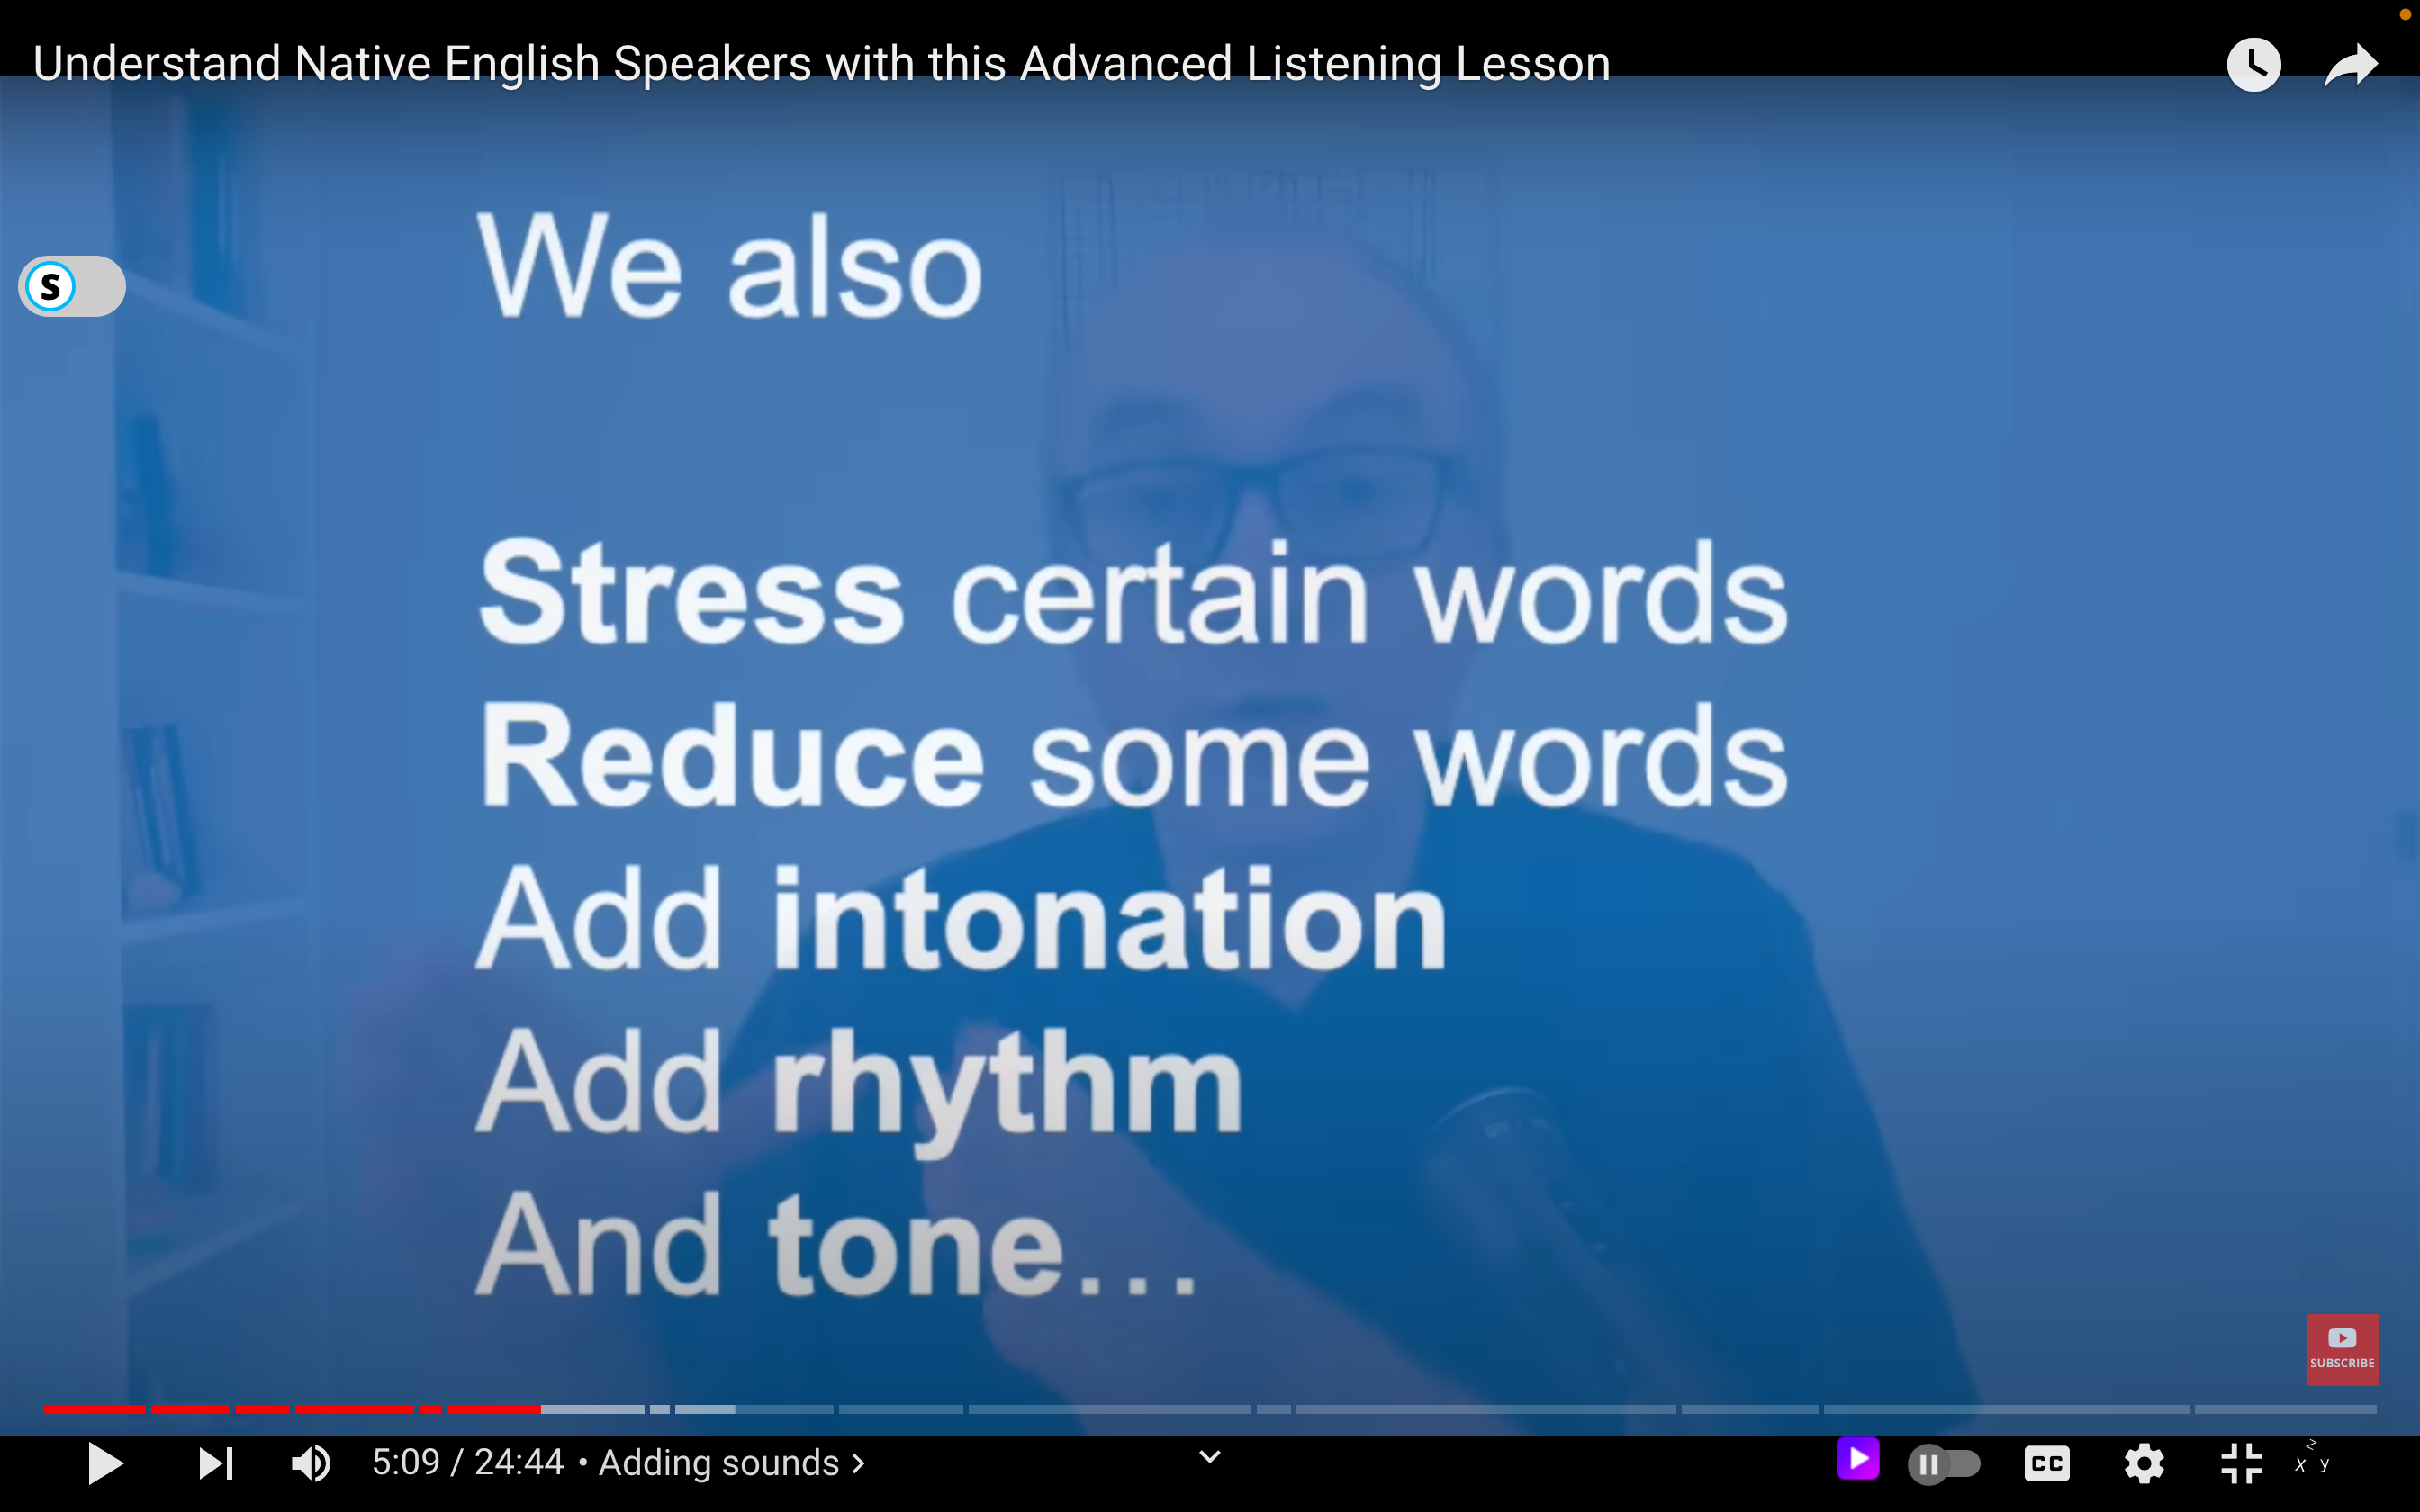 Understand Native English Speakers with this Advanced Listening Lesson
S
We also
Stress certain words
Reduce some words
Add intonation
Add rhythm
And tone...
SUBSCRIBE
5:09 / 24:44 • Adding sounds >
CC
z
x y